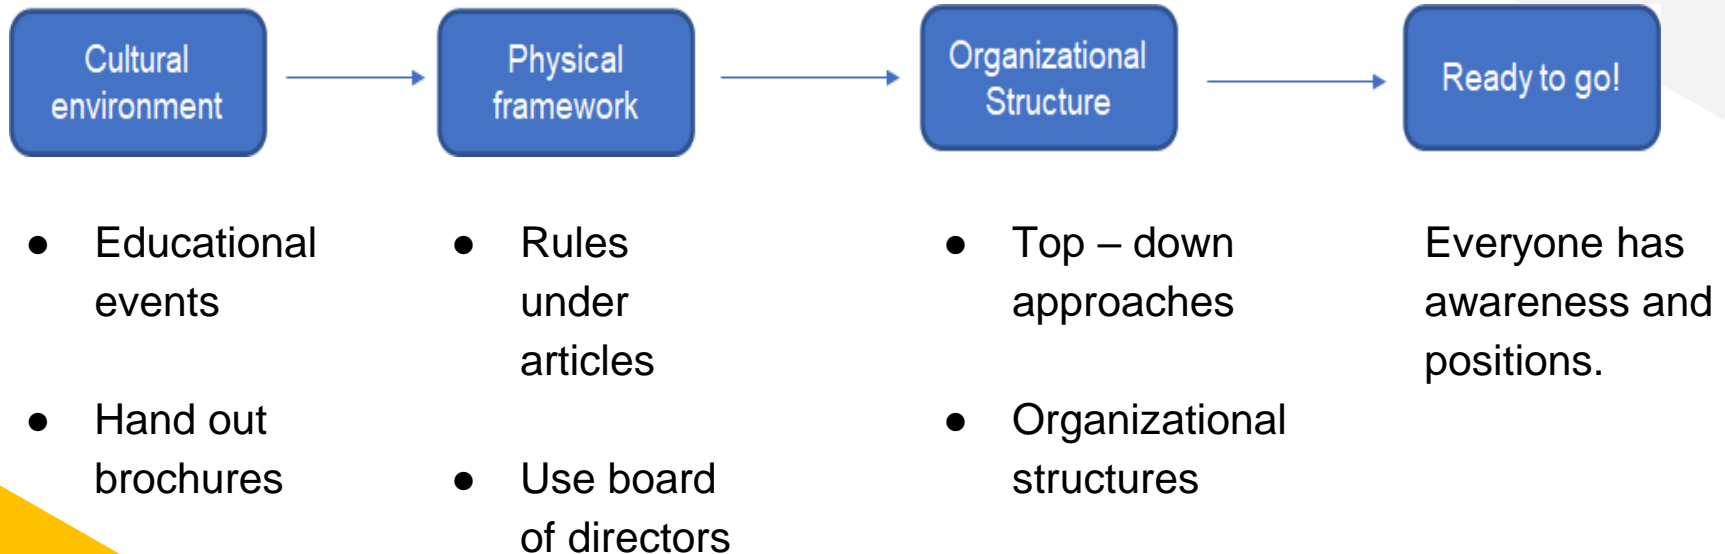 Cultural
environment
Physical
framework
Organizational
Structure
Ready to go!
● Educational
events
● Hand out
brochures
● Rules
under
articles
● Use board
of directors
● Top – down
approaches
● Organizational
structures
Everyone has
awareness and
positions.